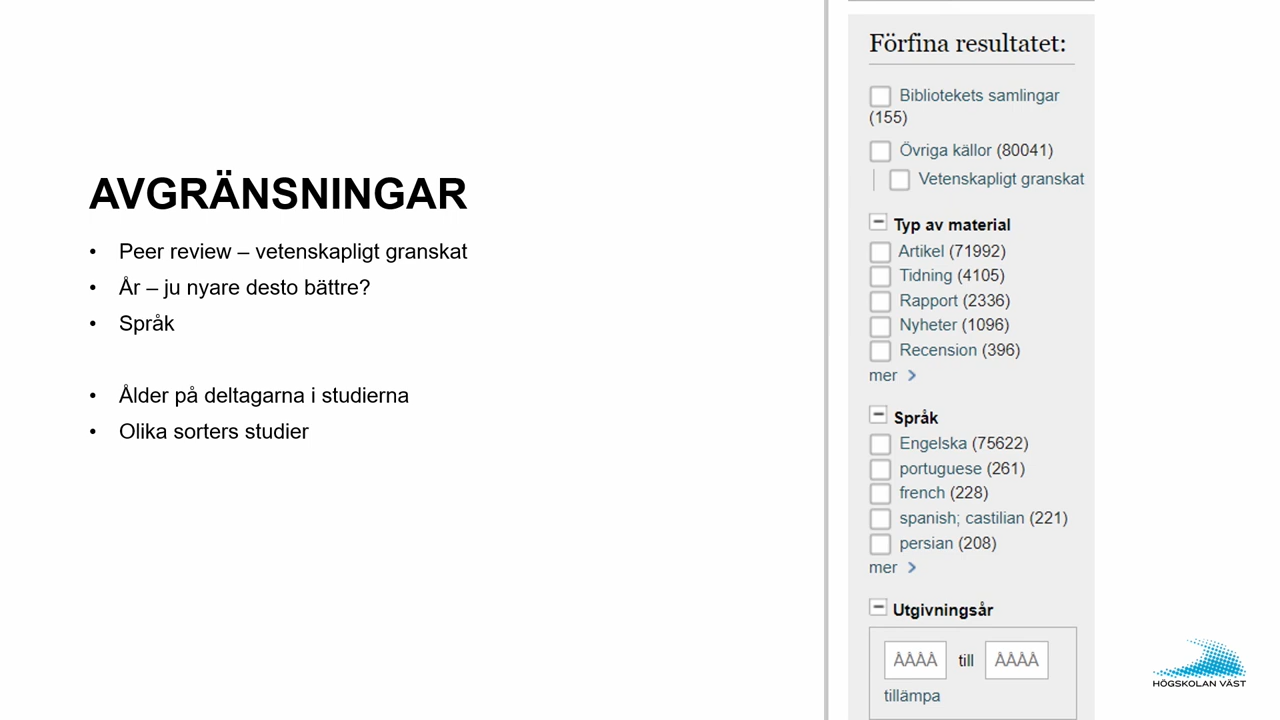 AVGRÄNSNINGAR
• Peer review – vetenskapligt granskat
• År – ju nyare desto bättre?
• Språk
• Ålder på deltagarna i studierna
• Olika sorters studier
Förfina resultatet:
Bibliotekets samlingar
(155)
Övriga källor (80041)
Vetenskapligt granskat
Typ av material
Artikel (71992)
Tidning (4105)
Rapport (2336)
Nyheter (1096)
Recension (396)
mer
Språk
Engelska (75622)
portuguese (261)
french (228)
spanish; castilian (221)
persian (208)
mer
Utgivningsår
ÅÅÅÅ till ÅÅÅÅ
tillämpa
HÖGSKOLAN VÄST